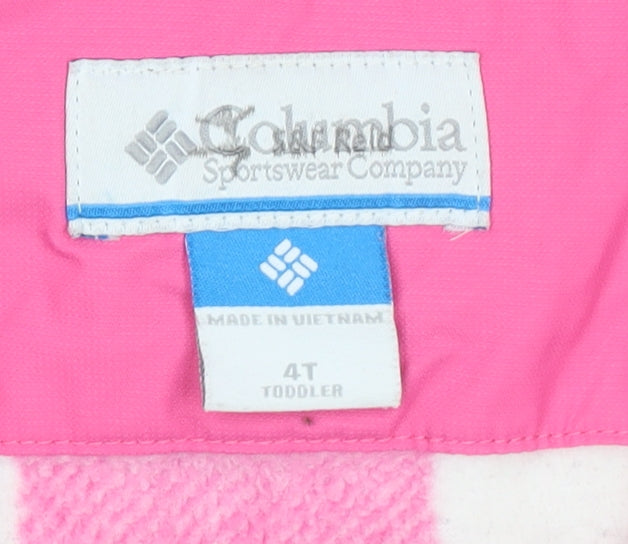 Columbia
Sportswear Company
MADE IN VIETNAM
4T
TODDLER